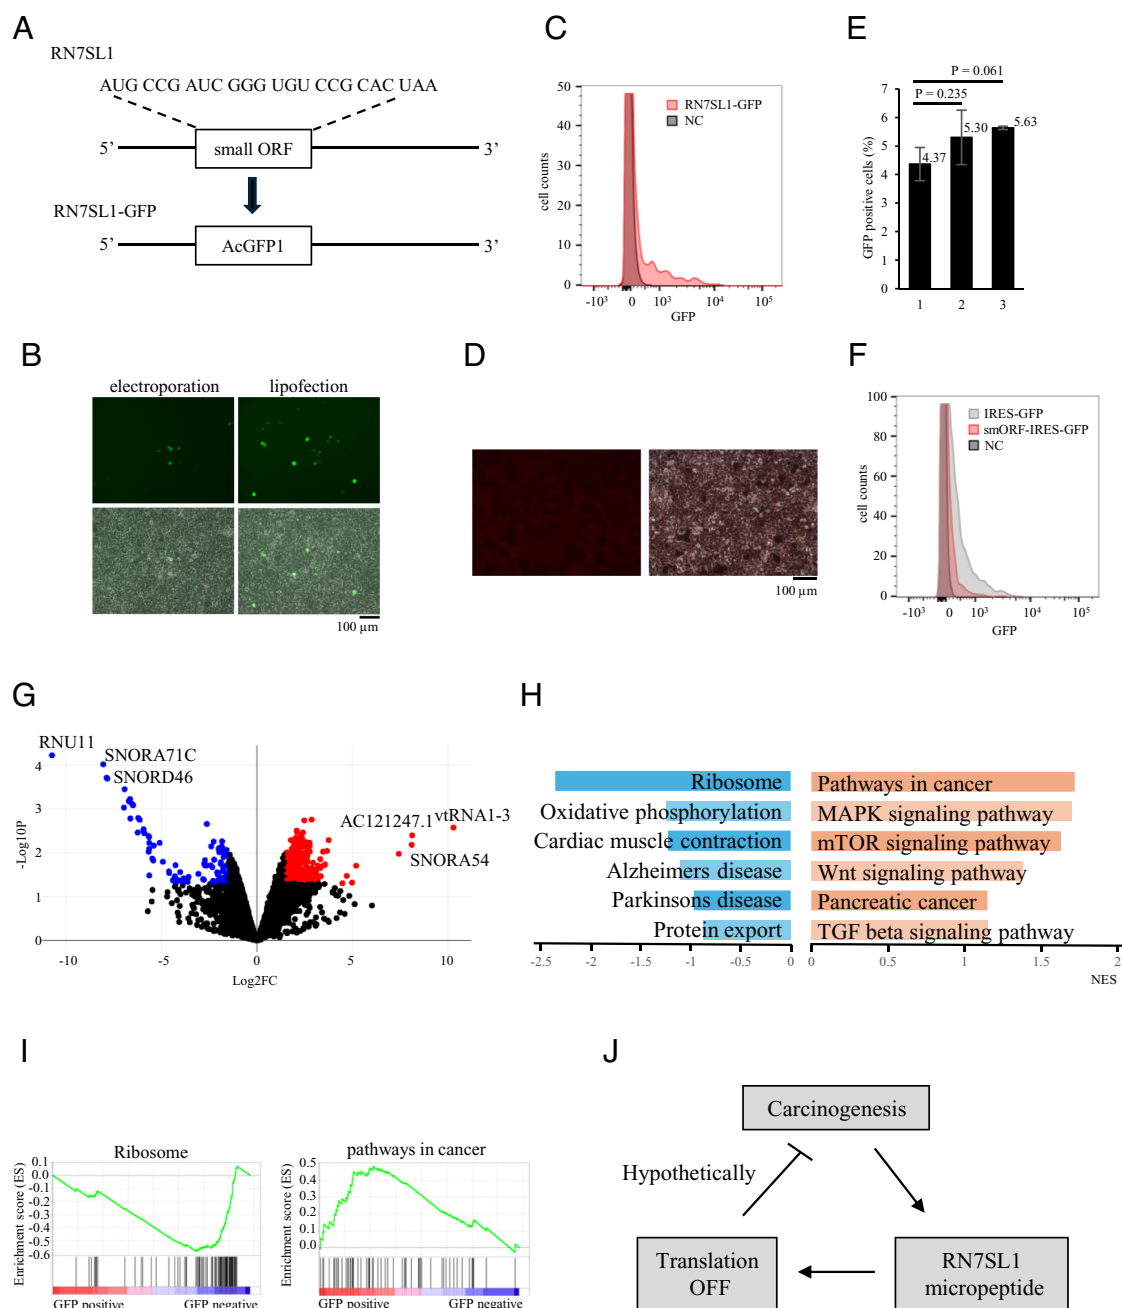 A
RN7SL1
AUG CCG AUC GGG UGU CCG CAC UAA
5’
small ORF
3’
RN7SL1-GFP
5’
AcGFP1
3’
C
50
40
30
20
10
0
cell counts
RN7SL1-GFP
NC
-10³
0
10³
10⁴
10⁵
GFP
E
P = 0.061
P = 0.235
7
6
5
4
3
2
1
0
GFP positive cells (%)
4.37
5.30
5.63
1
2
3
B
electroporation
lipofection
100 µm
D
100 µm
F
100
80
60
40
20
0
cell counts
IRES-GFP
smORF-IRES-GFP
NC
-10³
0
10³
10⁴
10⁵
GFP
G
RNU11
SNORA71C
SNORD46
AC121247.1
vtRNA1-3
SNORA54
4
3
2
1
0
-Log10P
-10
-5
0
5
10
Log2FC
H
Ribosome
Oxidative phosphorylation
Cardiac muscle contraction
Alzheimers disease
Parkinsons disease
Protein export
Pathways in cancer
MAPK signaling pathway
mTOR signaling pathway
Wnt signaling pathway
Pancreatic cancer
TGF beta signaling pathway
-2.5
-2
-1.5
-1
-0.5
0
0
0.5
1
1.5
2
NES
I
Ribosome
Enrichment score (ES)
0.1
0.0
-0.1
-0.2
-0.3
-0.4
-0.5
-0.6
GFP positive
GFP negative
pathways in cancer
Enrichment score (ES)
0.5
0.4
0.3
0.2
0.1
0.0
GFP positive
GFP negative
J
Carcinogenesis
Hypothetically
Translation
OFF
RN7SL1
micropeptide